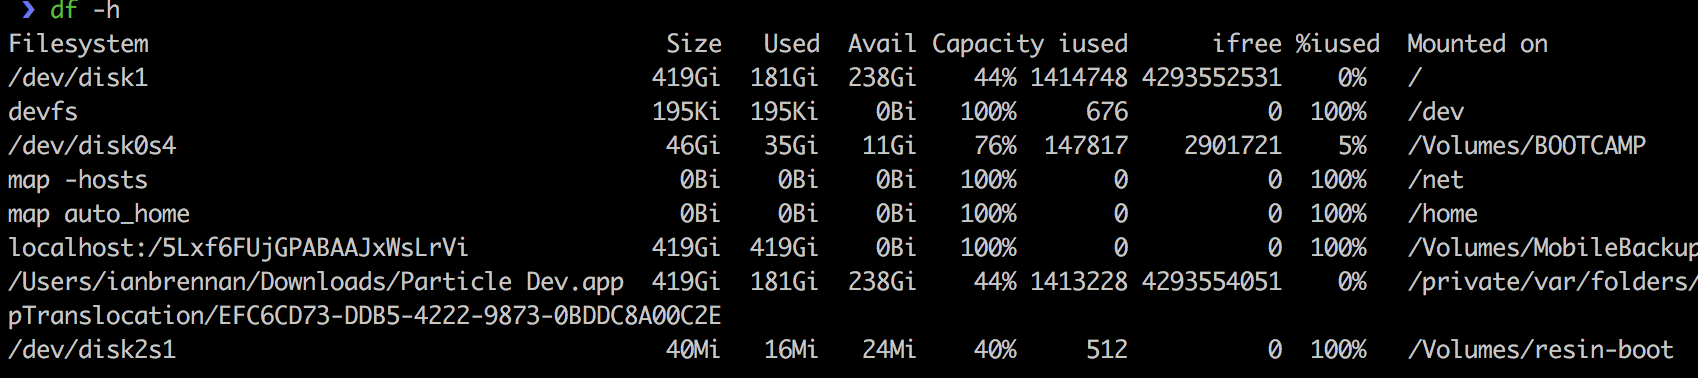 ❯ df -h
Filesystem Size Used Avail Capacity iused ifree %iused Mounted on
/dev/disk1 419Gi 181Gi 238Gi 44% 1414748 4293552531 0% /
devfs 195Ki 195Ki 0Bi 100% 676 0 100% /dev
/dev/disk0s4 46Gi 35Gi 11Gi 76% 147817 2901721 5% /Volumes/BOOTCAMP
map -hosts 0Bi 0Bi 0Bi 100% 0 0 100% /net
map auto_home 0Bi 0Bi 0Bi 100% 0 0 100% /home
localhost:/5Lxf6FUjGPABAAJxWsLrVi 419Gi 419Gi 0Bi 100% 0 0 100% /Volumes/MobileBackup
/Users/ianbrennan/Downloads/Particle Dev.app 419Gi 181Gi 238Gi 44% 1413228 4293554051 0% /private/var/folders/
pTranslocation/EFC6CD73-DDB5-4222-9873-0BDDC8A00C2E
/dev/disk2s1 40Mi 16Mi 24Mi 40% 512 0 100% /Volumes/resin-boot